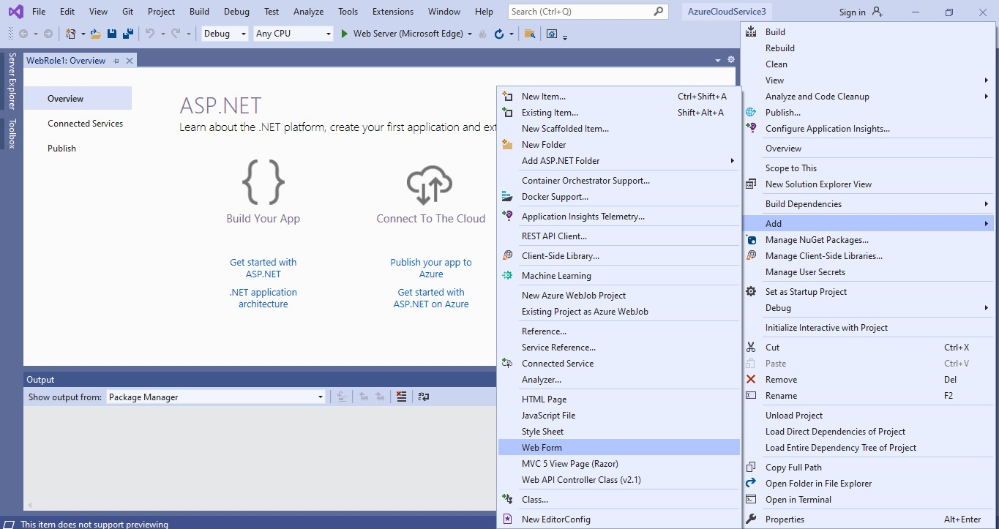 File Edit View Git Project Build Debug Test Analyze Tools Extensions Window Help Search (Ctrl+Q) AzureCloudService3 Sign in
Debug Any CPU Web Server (Microsoft Edge)
Server Explorer
Toolbox
WebRole1: Overview
Overview
Connected Services
Publish
ASP.NET
Learn about the .NET platform, create your first application and ext
Build Your App
Get started with
ASP.NET
.NET application
architecture
Connect To The Cloud
Publish your app to
Azure
Get started with
ASP.NET on Azure
Output
Show output from: Package Manager
This item does not support previewing
New Item... Ctrl+Shift+A
Existing Item... Shift+Alt+A
New Scaffolded Item...
New Folder
Add ASP.NET Folder
Container Orchestrator Support...
Docker Support...
Application Insights Telemetry...
REST API Client...
Client-Side Library...
Machine Learning
New Azure WebJob Project
Existing Project as Azure WebJob
Reference...
Service Reference...
Connected Service
Analyzer...
HTML Page
JavaScript File
Style Sheet
Web Form
MVC 5 View Page (Razor)
Web API Controller Class (v2.1)
Class...
New EditorConfig
Build
Rebuild
Clean
View
Analyze and Code Cleanup
Publish...
Configure Application Insights...
Overview
Scope to This
New Solution Explorer View
Build Dependencies
Add
Manage NuGet Packages...
Manage Client-Side Libraries...
Manage User Secrets
Set as Startup Project
Debug
Initialize Interactive with Project
Cut Ctrl+X
Paste Ctrl+V
Remove Del
Rename F2
Unload Project
Load Direct Dependencies of Project
Load Entire Dependency Tree of Project
Copy Full Path
Open Folder in File Explorer
Open in Terminal
Properties Alt+Enter